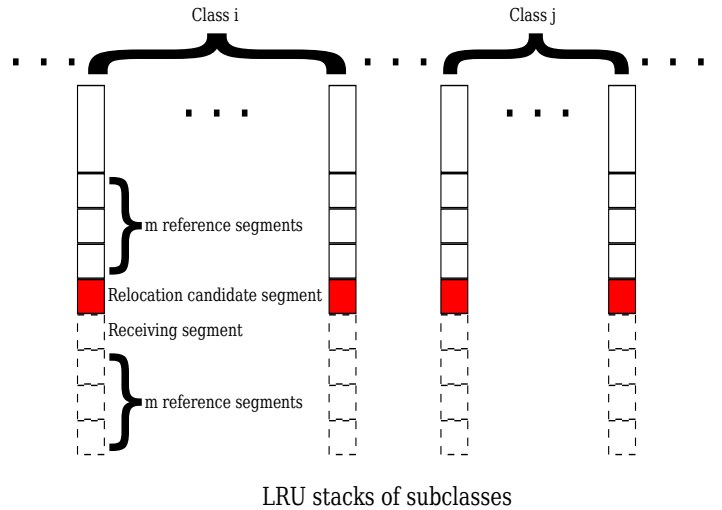 Class i
Class j
m reference segments
Relocation candidate segment
Receiving segment
m reference segments
LRU stacks of subclasses